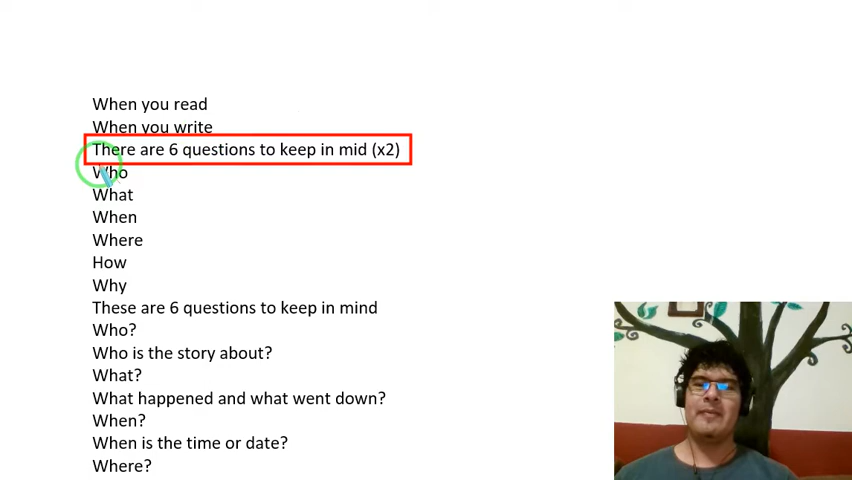 When you read
When you write
There are 6 questions to keep in mid (x2)
Who
What
When
Where
How
Why
These are 6 questions to keep in mind
Who?
Who is the story about?
What?
What happened and what went down?
When?
When is the time or date?
Where?